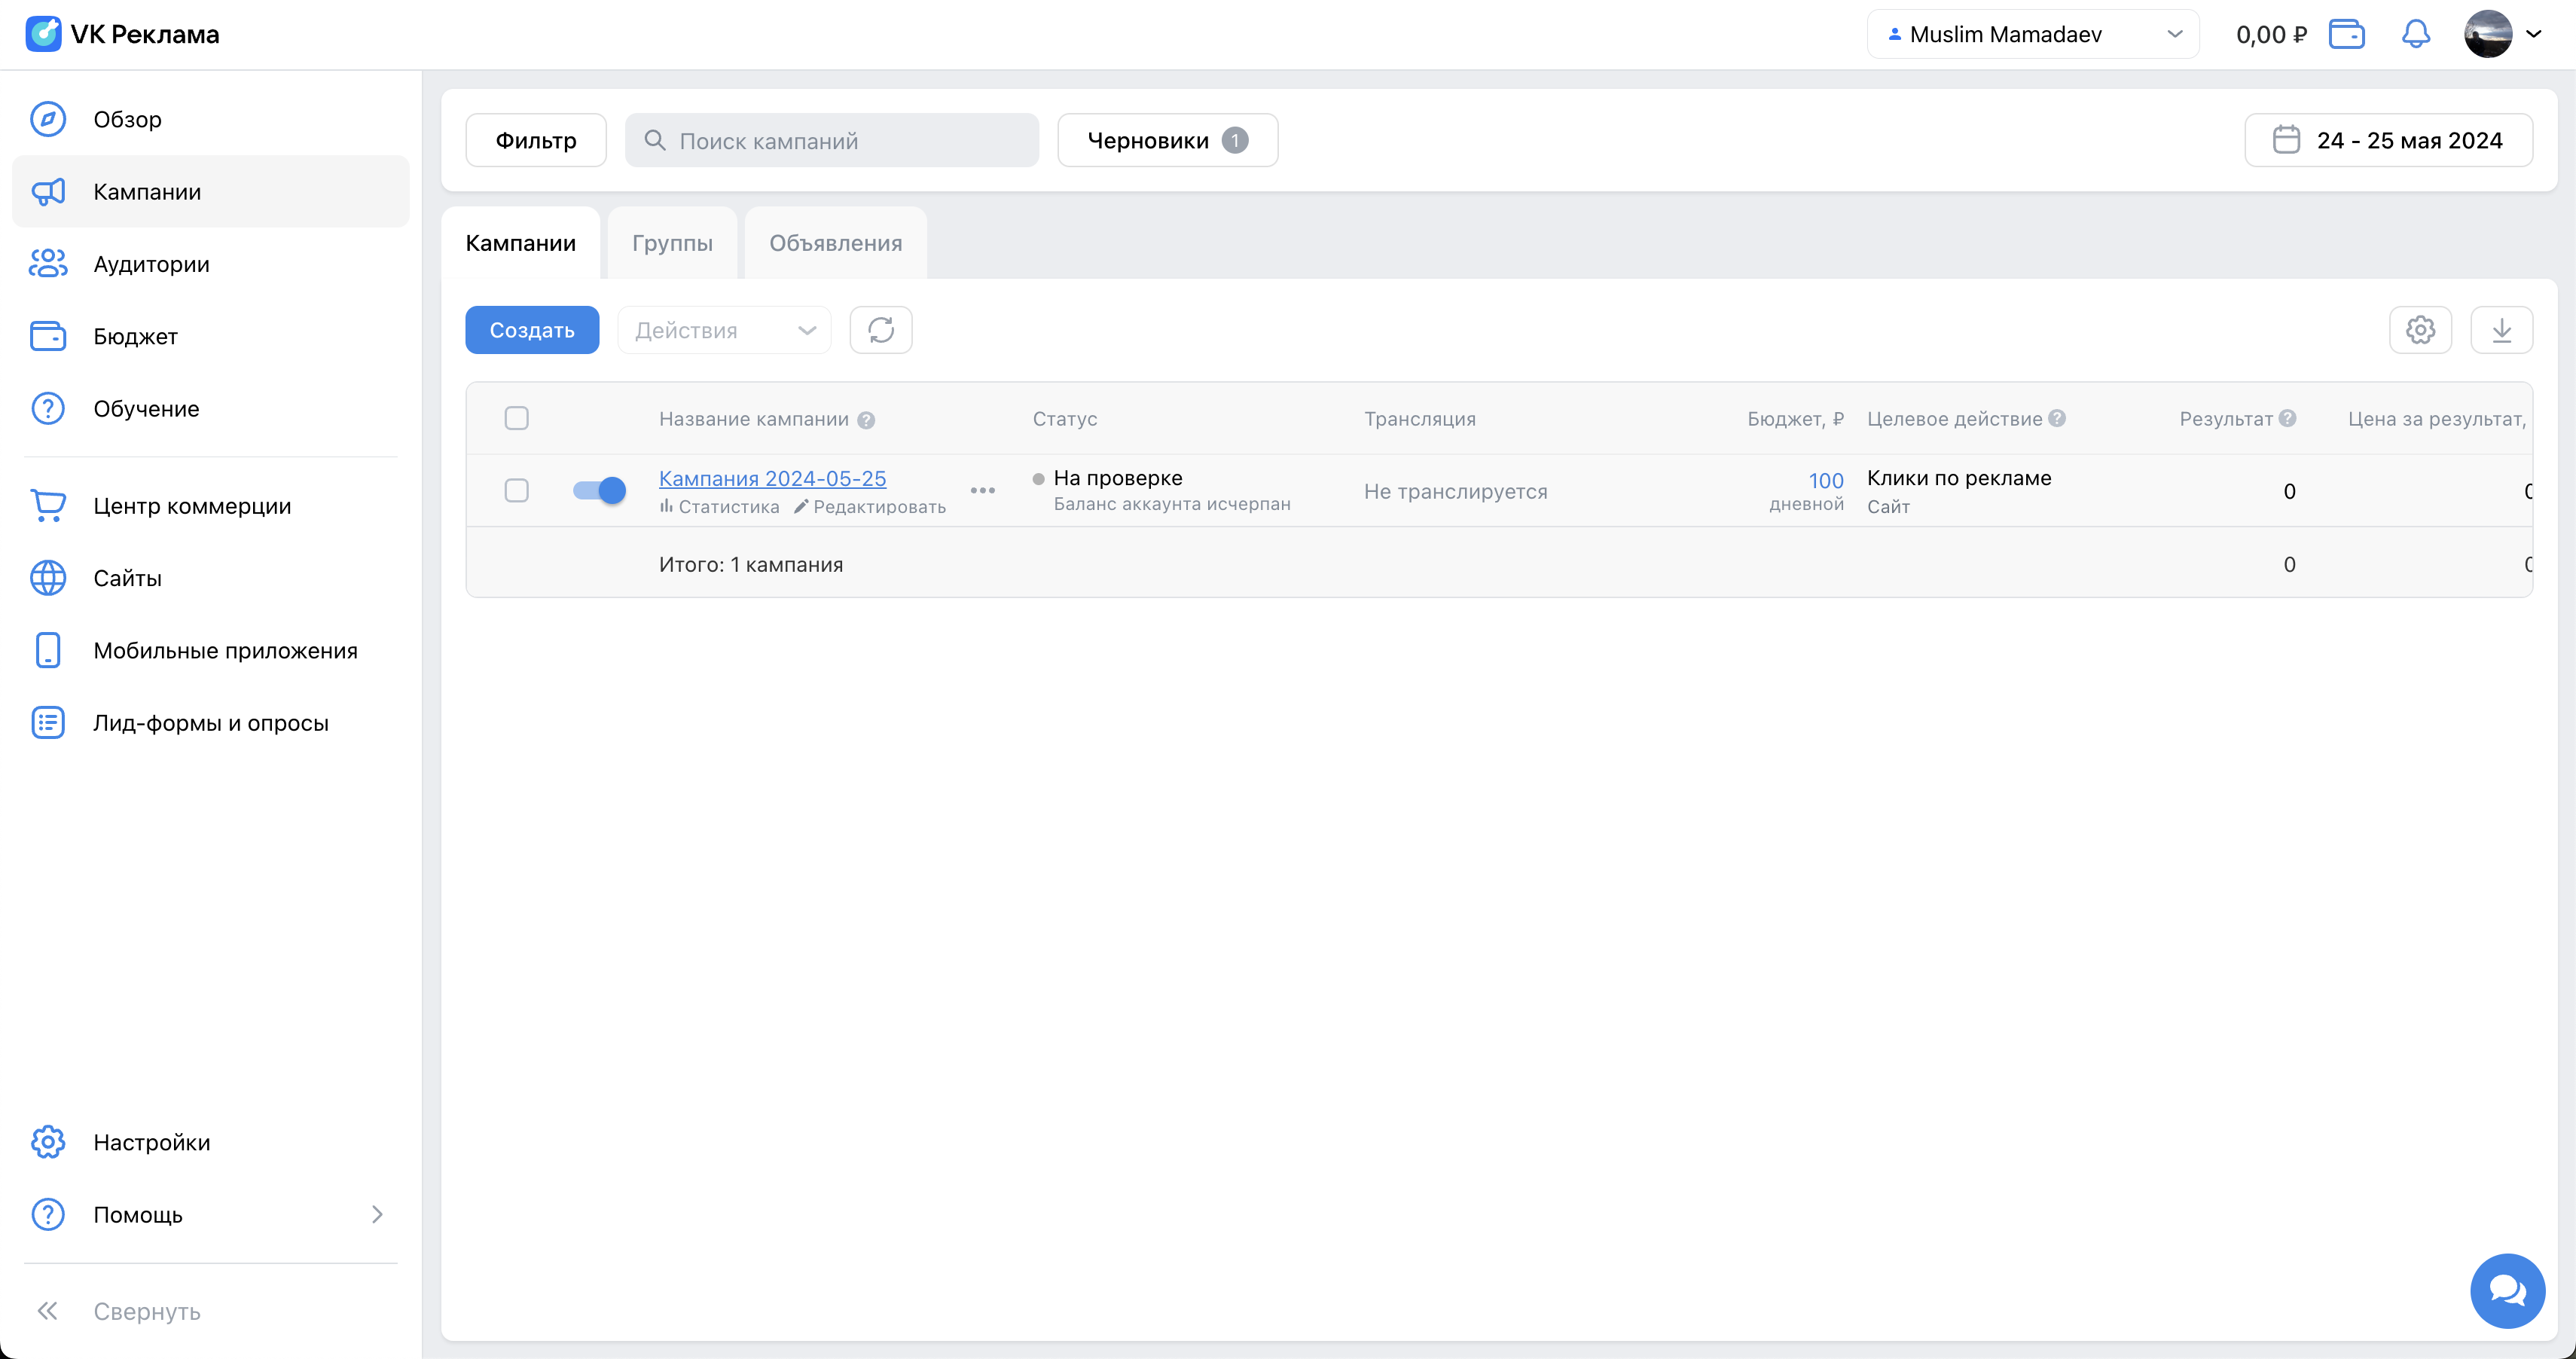 VK Реклама
Muslim Mamadaev
0,00 ₽
Обзор
Кампании
Аудитории
Бюджет
Обучение
Центр коммерции
Сайты
Мобильные приложения
Лид-формы и опросы
Настройки
Помощь
Свернуть
Фильтр
Поиск кампаний
Черновики 1
24 - 25 мая 2024
Кампании
Группы
Объявления
Создать
Действия
Название кампании ? Статус Трансляция Бюджет, ₽ Целевое действие ? Результат ? Цена за результат,
Кампания 2024-05-25
Статистика Редактировать
На проверке
Баланс аккаунта исчерпан
Не транслируется
100
дневной
Клики по рекламе
Сайт
0
0
Итого: 1 кампания
0
0